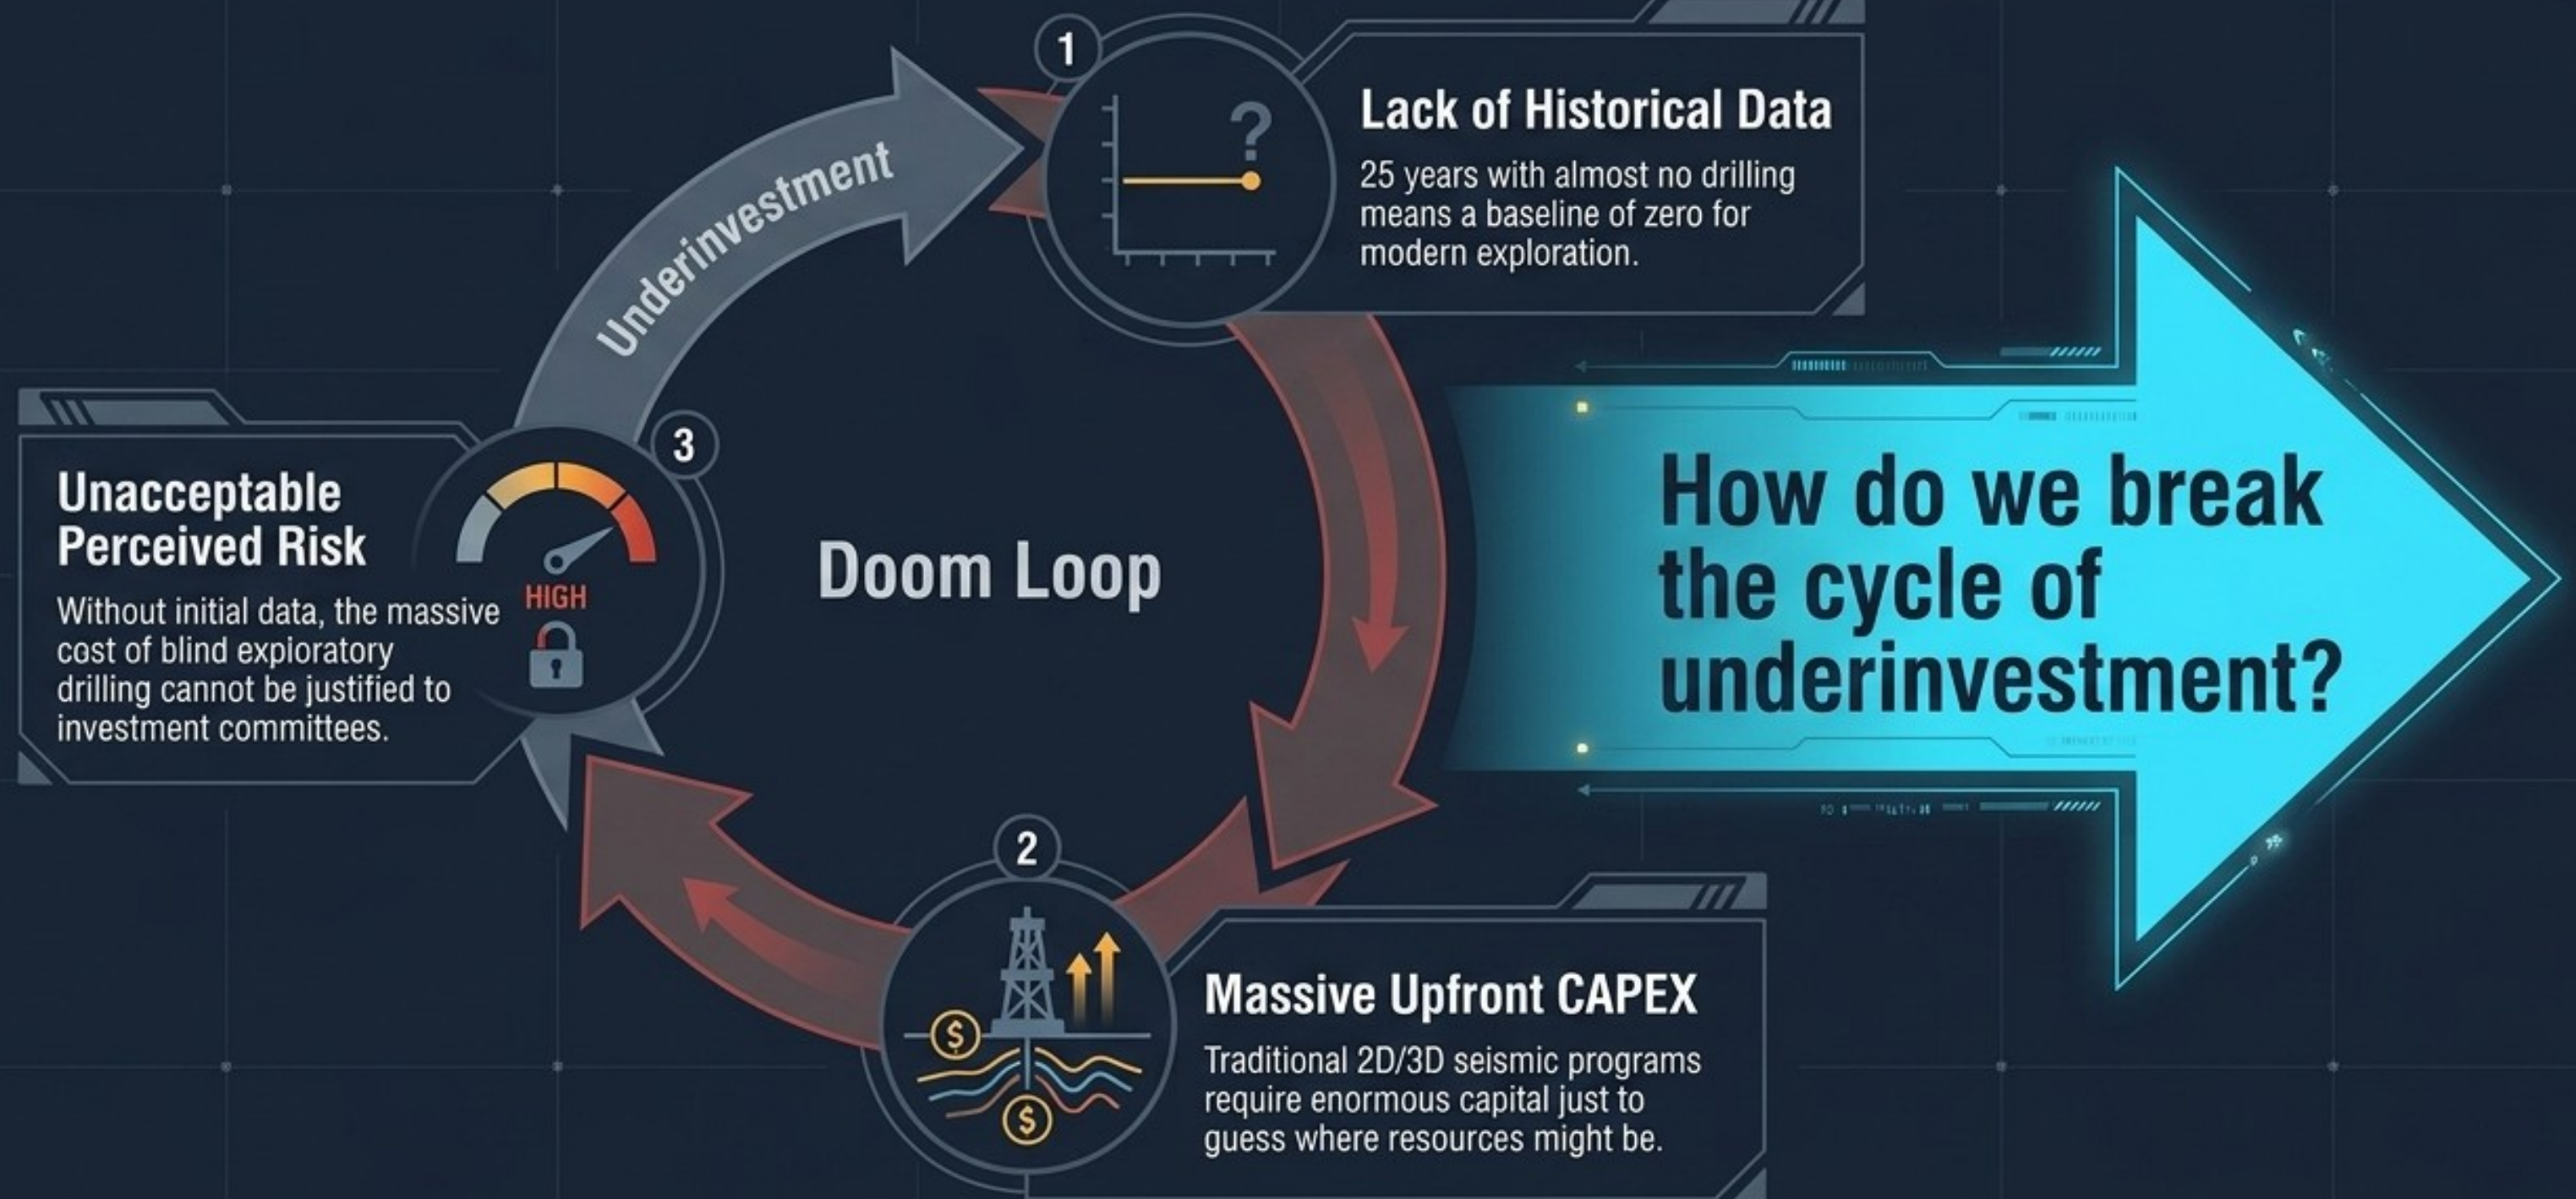 1
?
Lack of Historical Data
25 years with almost no drilling
means a baseline of zero for
modern exploration.
Underinvestment
3
Unacceptable
Perceived Risk
Without initial data, the massive
cost of blind expioratory
drilling cannot be justified to
investment committees.
HIGH
Doom Loop
How do we break
the cycle of
underinvestment?
2
$
$
Massive Upfront CAPEX
Traditional 2D/3D seismic programs
require enormous capital just to
guess where resources might be.